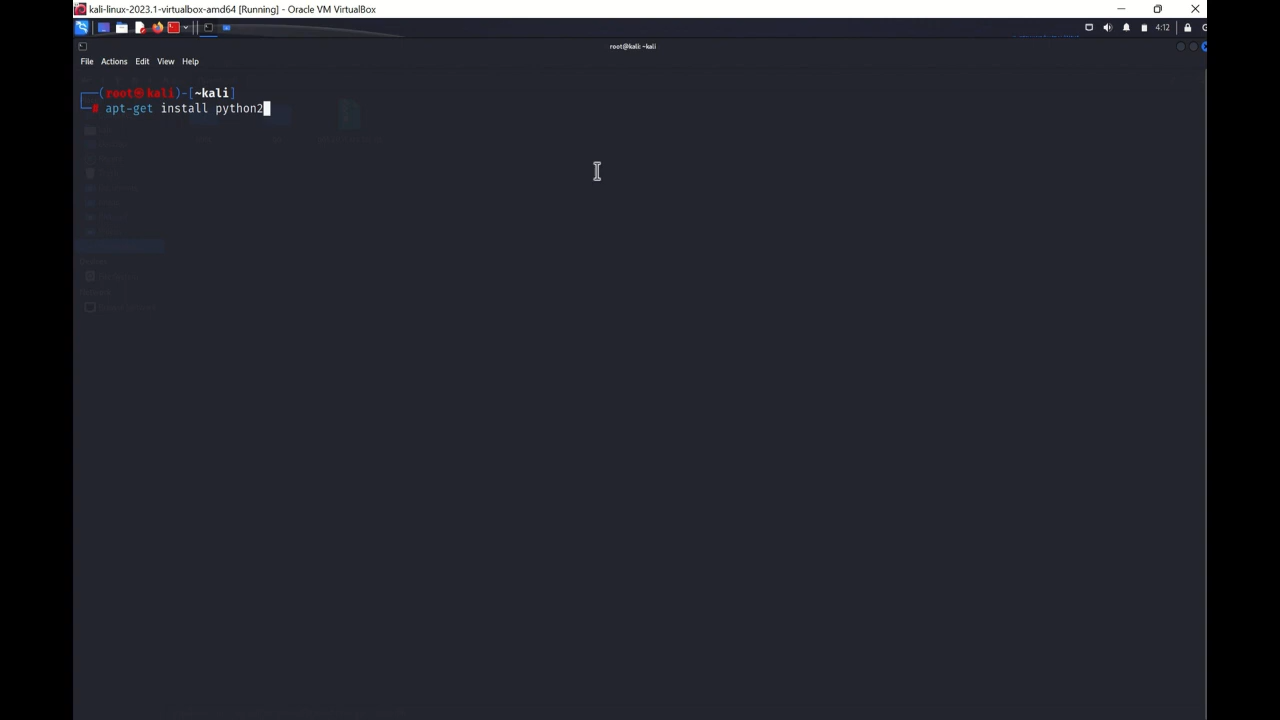 kali-linux-2023.1-virtualbox-amd64 [Running] - Oracle VM VirtualBox
4:12
root@kali: ~kali
File Actions Edit View Help
┌──(root㉿kali)-[~kali]
└─# apt-get install python2